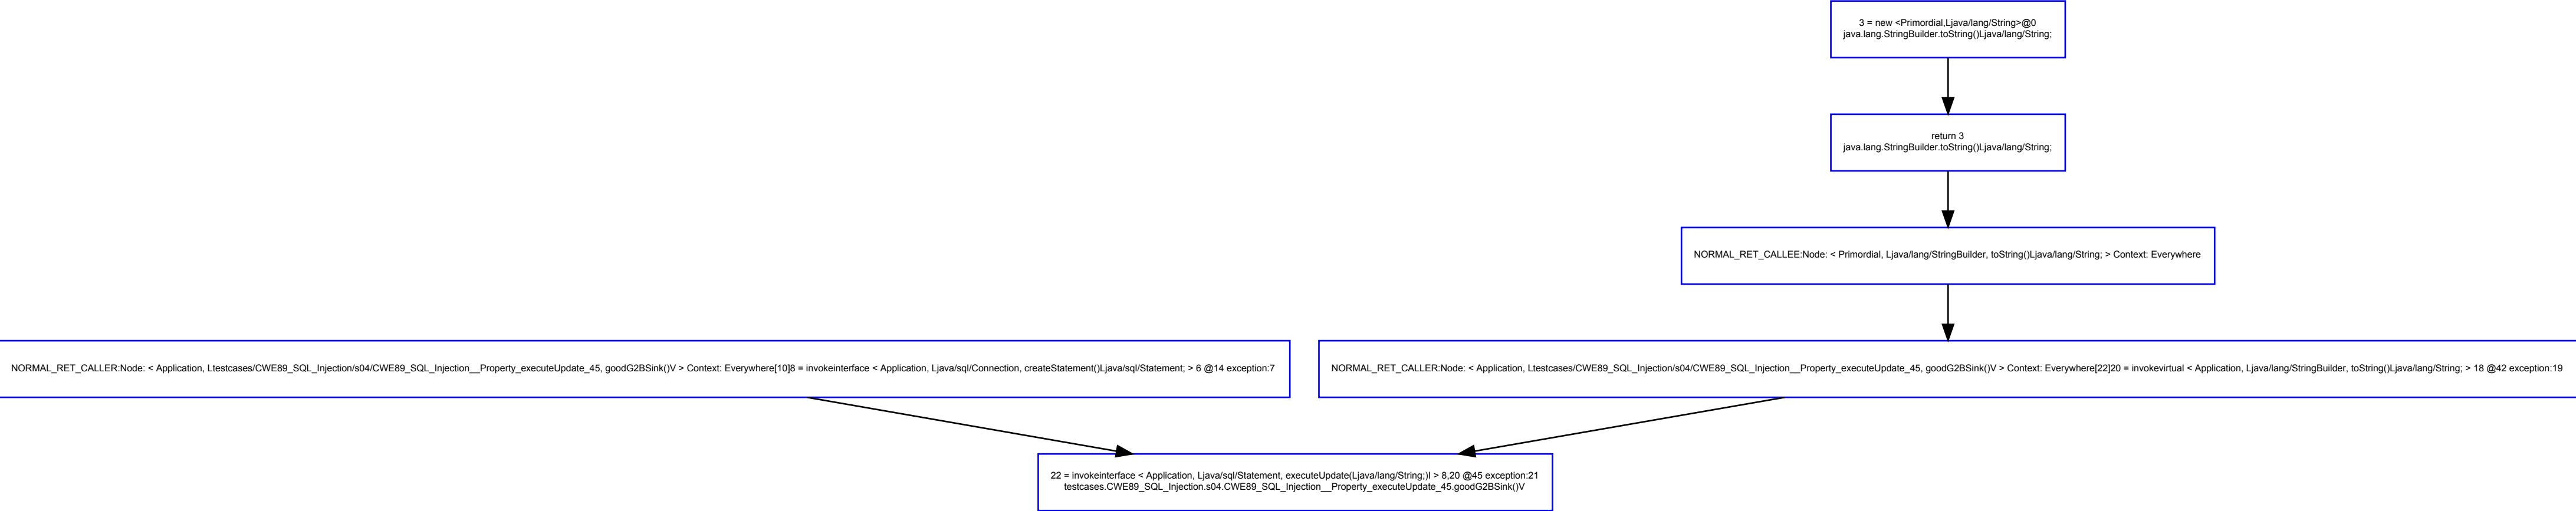 3 = new <Primordial,Ljava/lang/String>@0
java.lang.StringBuilder.toString()Ljava/lang/String;
return 3
java.lang.StringBuilder.toString()Ljava/lang/String;
NORMAL_RET_CALLEE:Node: < Primordial, Ljava/lang/StringBuilder, toString()Ljava/lang/String; > Context: Everywhere
NORMAL_RET_CALLER:Node: < Application, Ltestcases/CWE89_SQL_Injection/s04/CWE89_SQL_Injection__Property_executeUpdate_45, goodG2BSink()V > Context: Everywhere[10]8 = invokeinterface < Application, Ljava/sql/Connection, createStatement()Ljava/sql/Statement; > 6 @14 exception:7
NORMAL_RET_CALLER:Node: < Application, Ltestcases/CWE89_SQL_Injection/s04/CWE89_SQL_Injection__Property_executeUpdate_45, goodG2BSink()V > Context: Everywhere[22]20 = invokevirtual < Application, Ljava/lang/StringBuilder, toString()Ljava/lang/String; > 18 @42 exception:19
22 = invokeinterface < Application, Ljava/sql/Statement, executeUpdate(Ljava/lang/String;)I > 8,20 @45 exception:21
testcases.CWE89_SQL_Injection.s04.CWE89_SQL_Injection__Property_executeUpdate_45.goodG2BSink()V